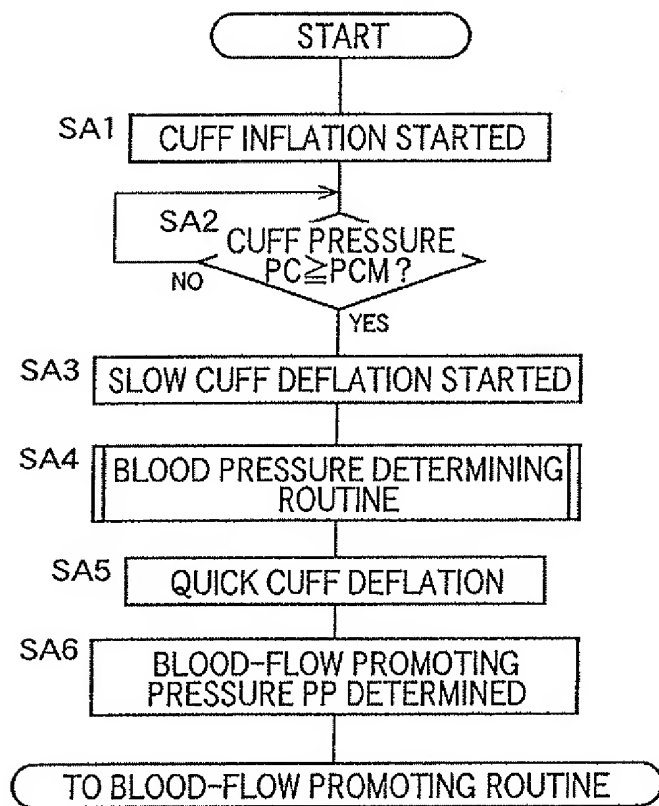 START
SA1 CUFF INFLATION STARTED
SA2
CUFF PRESSURE
PC≧PCM?
NO
YES
SA3 SLOW CUFF DEFLATION STARTED
SA4 BLOOD PRESSURE DETERMINING
ROUTINE
SA5 QUICK CUFF DEFLATION
SA6 BLOOD-FLOW PROMOTING
PRESSURE PP DETERMINED
TO BLOOD-FLOW PROMOTING ROUTINE